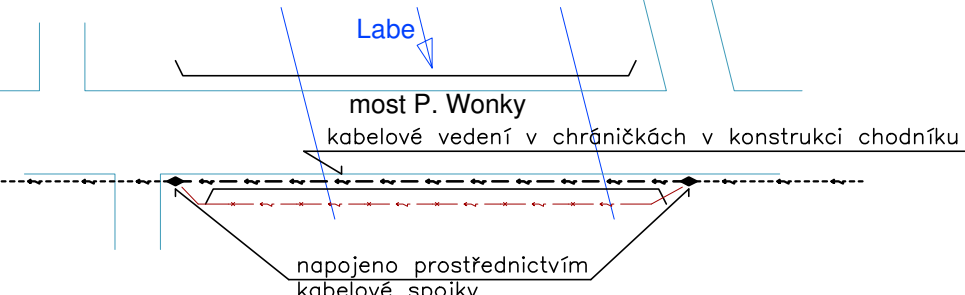 Labe
most P. Wonky
kabelové vedení v chráničkách v konstrukci chodníku
napojeno prostřednictvím
kabelové spojky